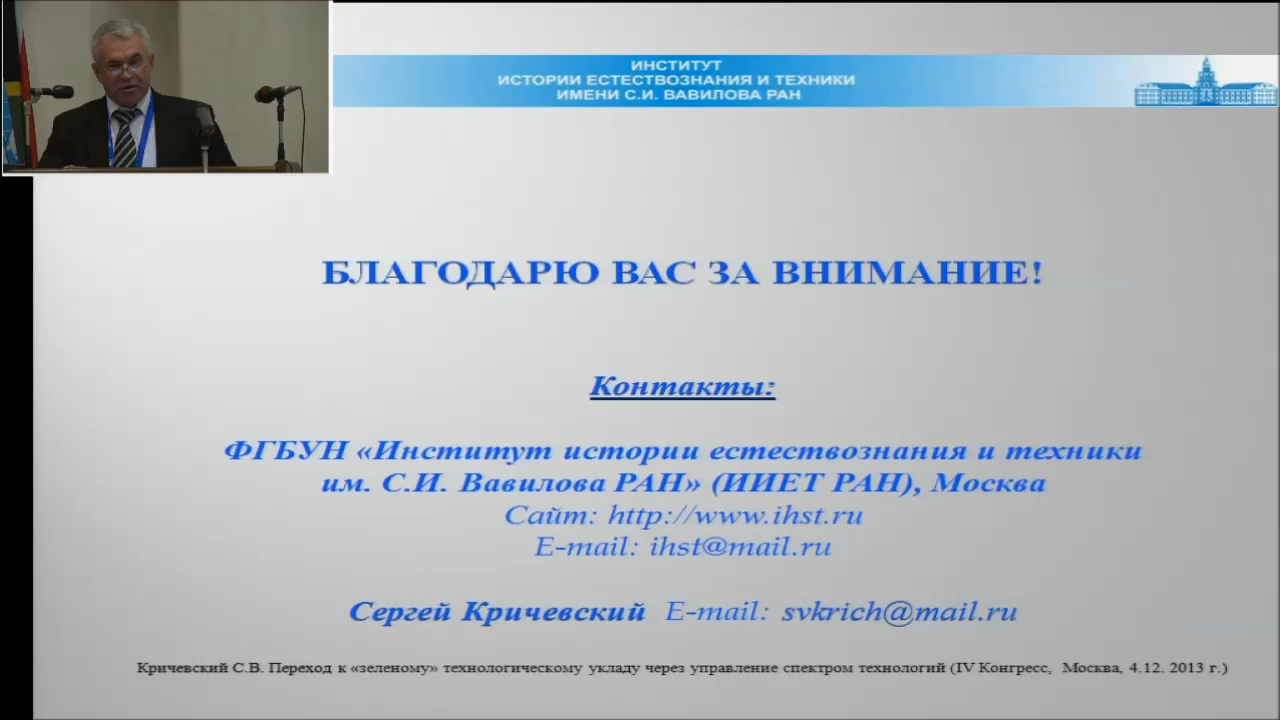 ИНСТИТУТ
ИСТОРИИ ЕСТЕСТВОЗНАНИЯ И ТЕХНИКИ
ИМЕНИ С.И. ВАВИЛОВА РАН
БЛАГОДАРЮ ВАС ЗА ВНИМАНИЕ!
Контакты:
ФГБУН «Институт истории естествознания и техники
им. С.И. Вавилова РАН» (ИИЕТ РАН), Москва
Сайт: http://www.ihst.ru
E-mail: ihst@mail.ru
Сергей Кричевский E-mail: svkrich@mail.ru
Кричевский С.В. Переход к «зеленому» технологическому укладу через управление спектром технологий (IV Конгресс, Москва, 4.12. 2013 г.)